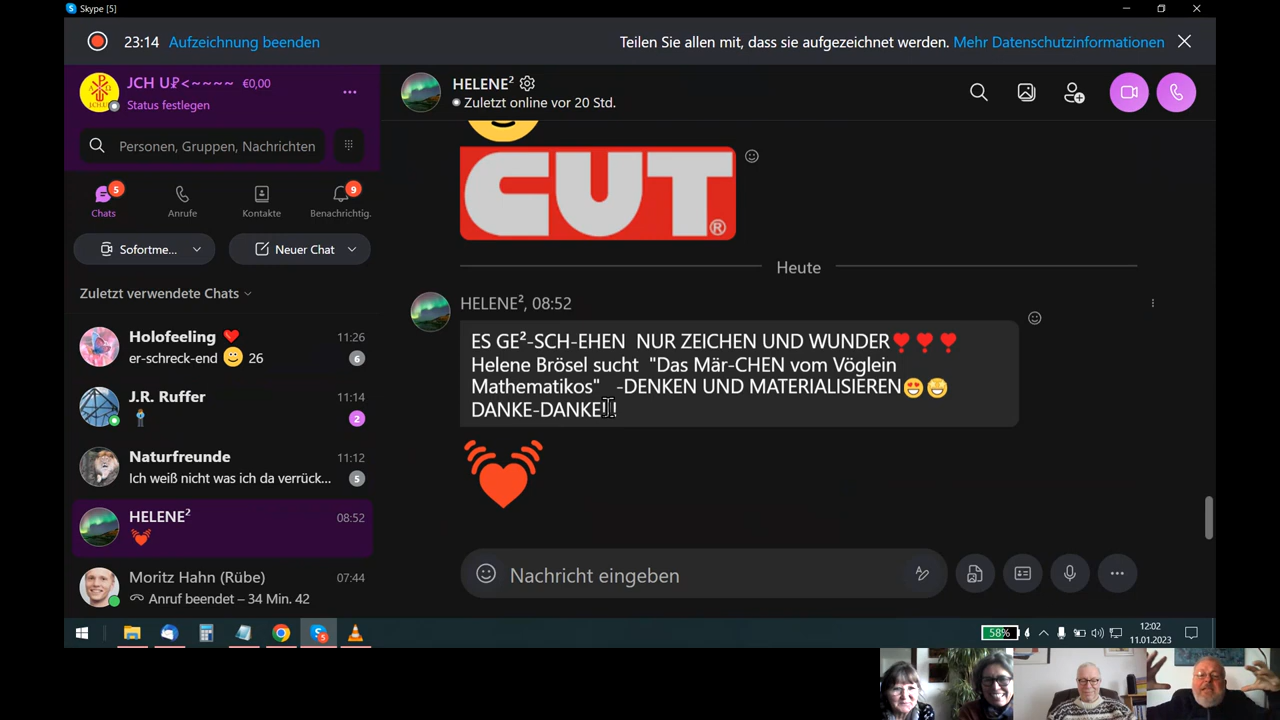 Skype [5]
23:14 Aufzeichnung beenden
Teilen Sie allen mit, dass sie aufgezeichnet werden. Mehr Datenschutzinformationen
€0,00
Status festlegen
Personen, Gruppen, Nachrichten
5
9
Chats
Anrufe
Kontakte
Benachrichtig.
Sofortme...
Neuer Chat
Zuletzt verwendete Chats
Holofeeling 11:26
er-schreck-end 26
6
J.R. Ruffer 11:14
2
Naturfreunde 11:12
Ich weiß nicht was ich da verrück...
5
HELENE² 08:52
Moritz Hahn (Rübe) 07:44
Anruf beendet – 34 Min. 42
HELENE²
Zuletzt online vor 20 Std.
CUT®
Heute
HELENE², 08:52
ES GE²-SCH-EHEN NUR ZEICHEN UND WUNDER❣❣❣
Helene Brösel sucht "Das Mär-CHEN vom Vöglein
Mathematikos" -DENKEN UND MATERIALISIEREN😍🤩
DANKE-DANKE!!!
Nachricht eingeben
58%
12:02
11.01.2023